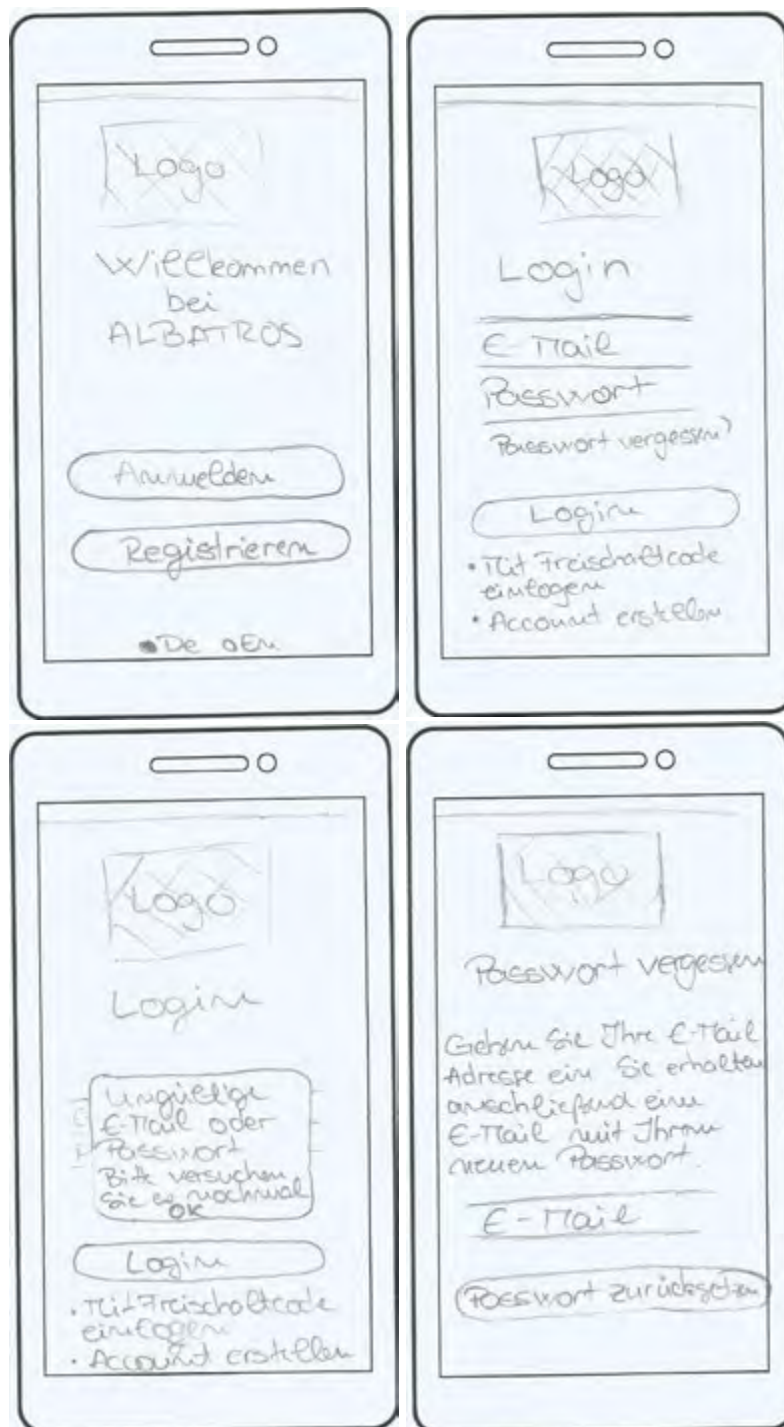 Logo
Willkommen
bei
ALBATROS
Anmelden
Registrieren
De En
Logo
Login
E-Mail
Passwort
Passwort vergessen?
Login
• Mit Freischaltcode
einlogen
• Account erstellen
Logo
Login
Ungültige
E-Mail oder
Passwort
Bitte versuchen
Sie es nochmal
OK
Login
• Mit Freischaltcode
einlogen
• Account erstellen
Logo
Passwort vergessen
Geben Sie Ihre E-Mail
Adresse ein Sie erhalten
anschließend eine
E-Mail mit Ihrem
neuen Passwort.
E-Mail
Passwort zurücksetzen